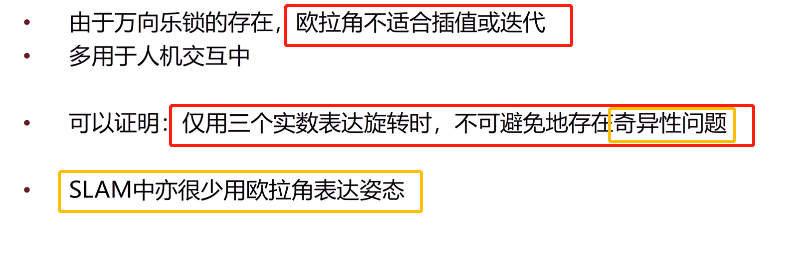 • 由于万向乐锁的存在，欧拉角不适合插值或迭代
• 多用于人机交互中
• 可以证明：仅用三个实数表达旋转时，不可避免地存在奇异性问题
• SLAM中亦很少用欧拉角表达姿态